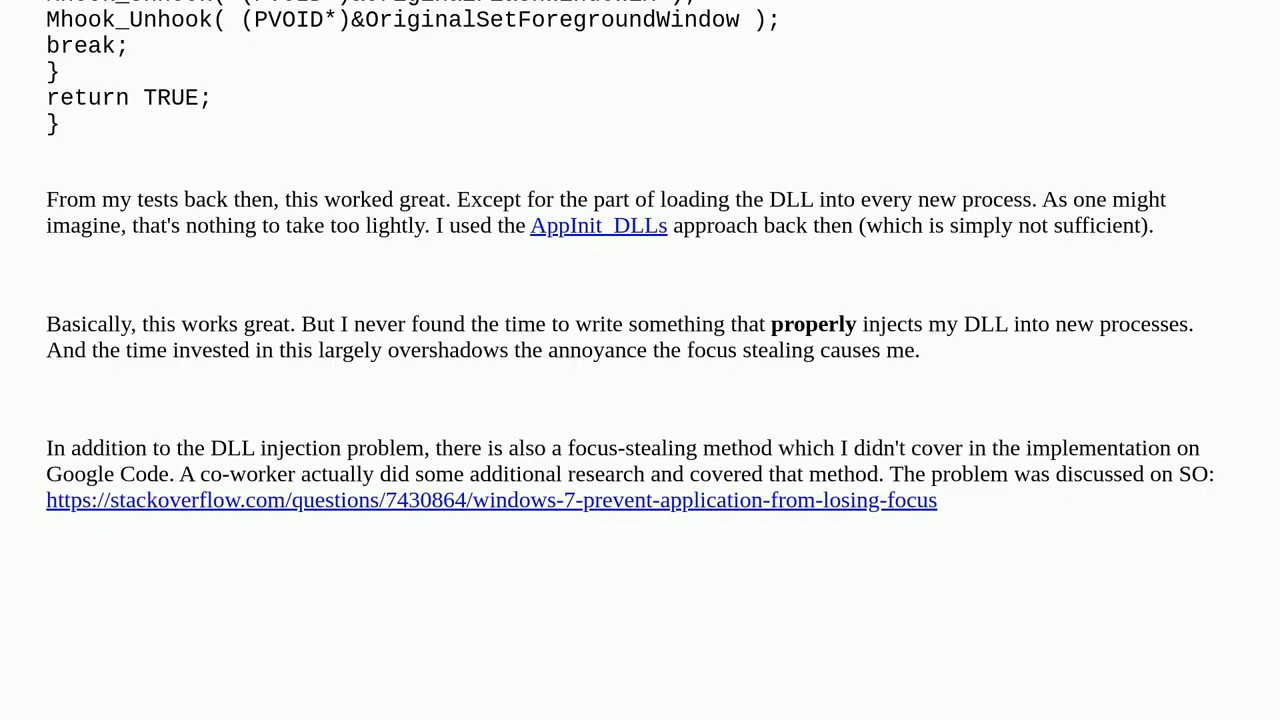 Mhook_Unhook( (PVOID*)&OriginalSetForegroundWindow );
break;
}
return TRUE;
}
From my tests back then, this worked great. Except for the part of loading the DLL into every new process. As one might
imagine, that's nothing to take too lightly. I used the AppInit_DLLs approach back then (which is simply not sufficient).
Basically, this works great. But I never found the time to write something that properly injects my DLL into new processes.
And the time invested in this largely overshadows the annoyance the focus stealing causes me.
In addition to the DLL injection problem, there is also a focus-stealing method which I didn't cover in the implementation on
Google Code. A co-worker actually did some additional research and covered that method. The problem was discussed on SO:
https://stackoverflow.com/questions/7430864/windows-7-prevent-application-from-losing-focus